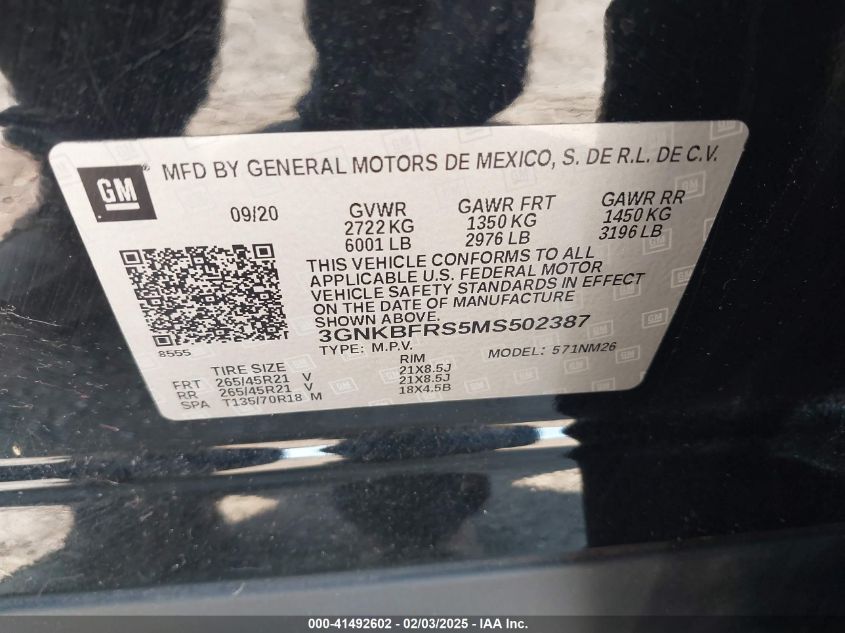 GM
MFD BY GENERAL MOTORS DE MEXICO, S. DE R.L. DE C.V.
09/20 GVWR GAWR FRT GAWR RR
2722 KG 1350 KG 1450 KG
6001 LB 2976 LB 3196 LB
THIS VEHICLE CONFORMS TO ALL
APPLICABLE U.S. FEDERAL MOTOR
VEHICLE SAFETY STANDARDS IN EFFECT
ON THE DATE OF MANUFACTURE
SHOWN ABOVE.
3GNKBFRS5MS502387
8555 TYPE: M.P.V. MODEL: 571NM26
TIRE SIZE RIM
FRT 265/45R21 V 21X8.5J
RR 265/45R21 V 21X8.5J
SPA T135/70R18 M 18X4.5B
000-41492602 - 02/03/2025 - IAA Inc.